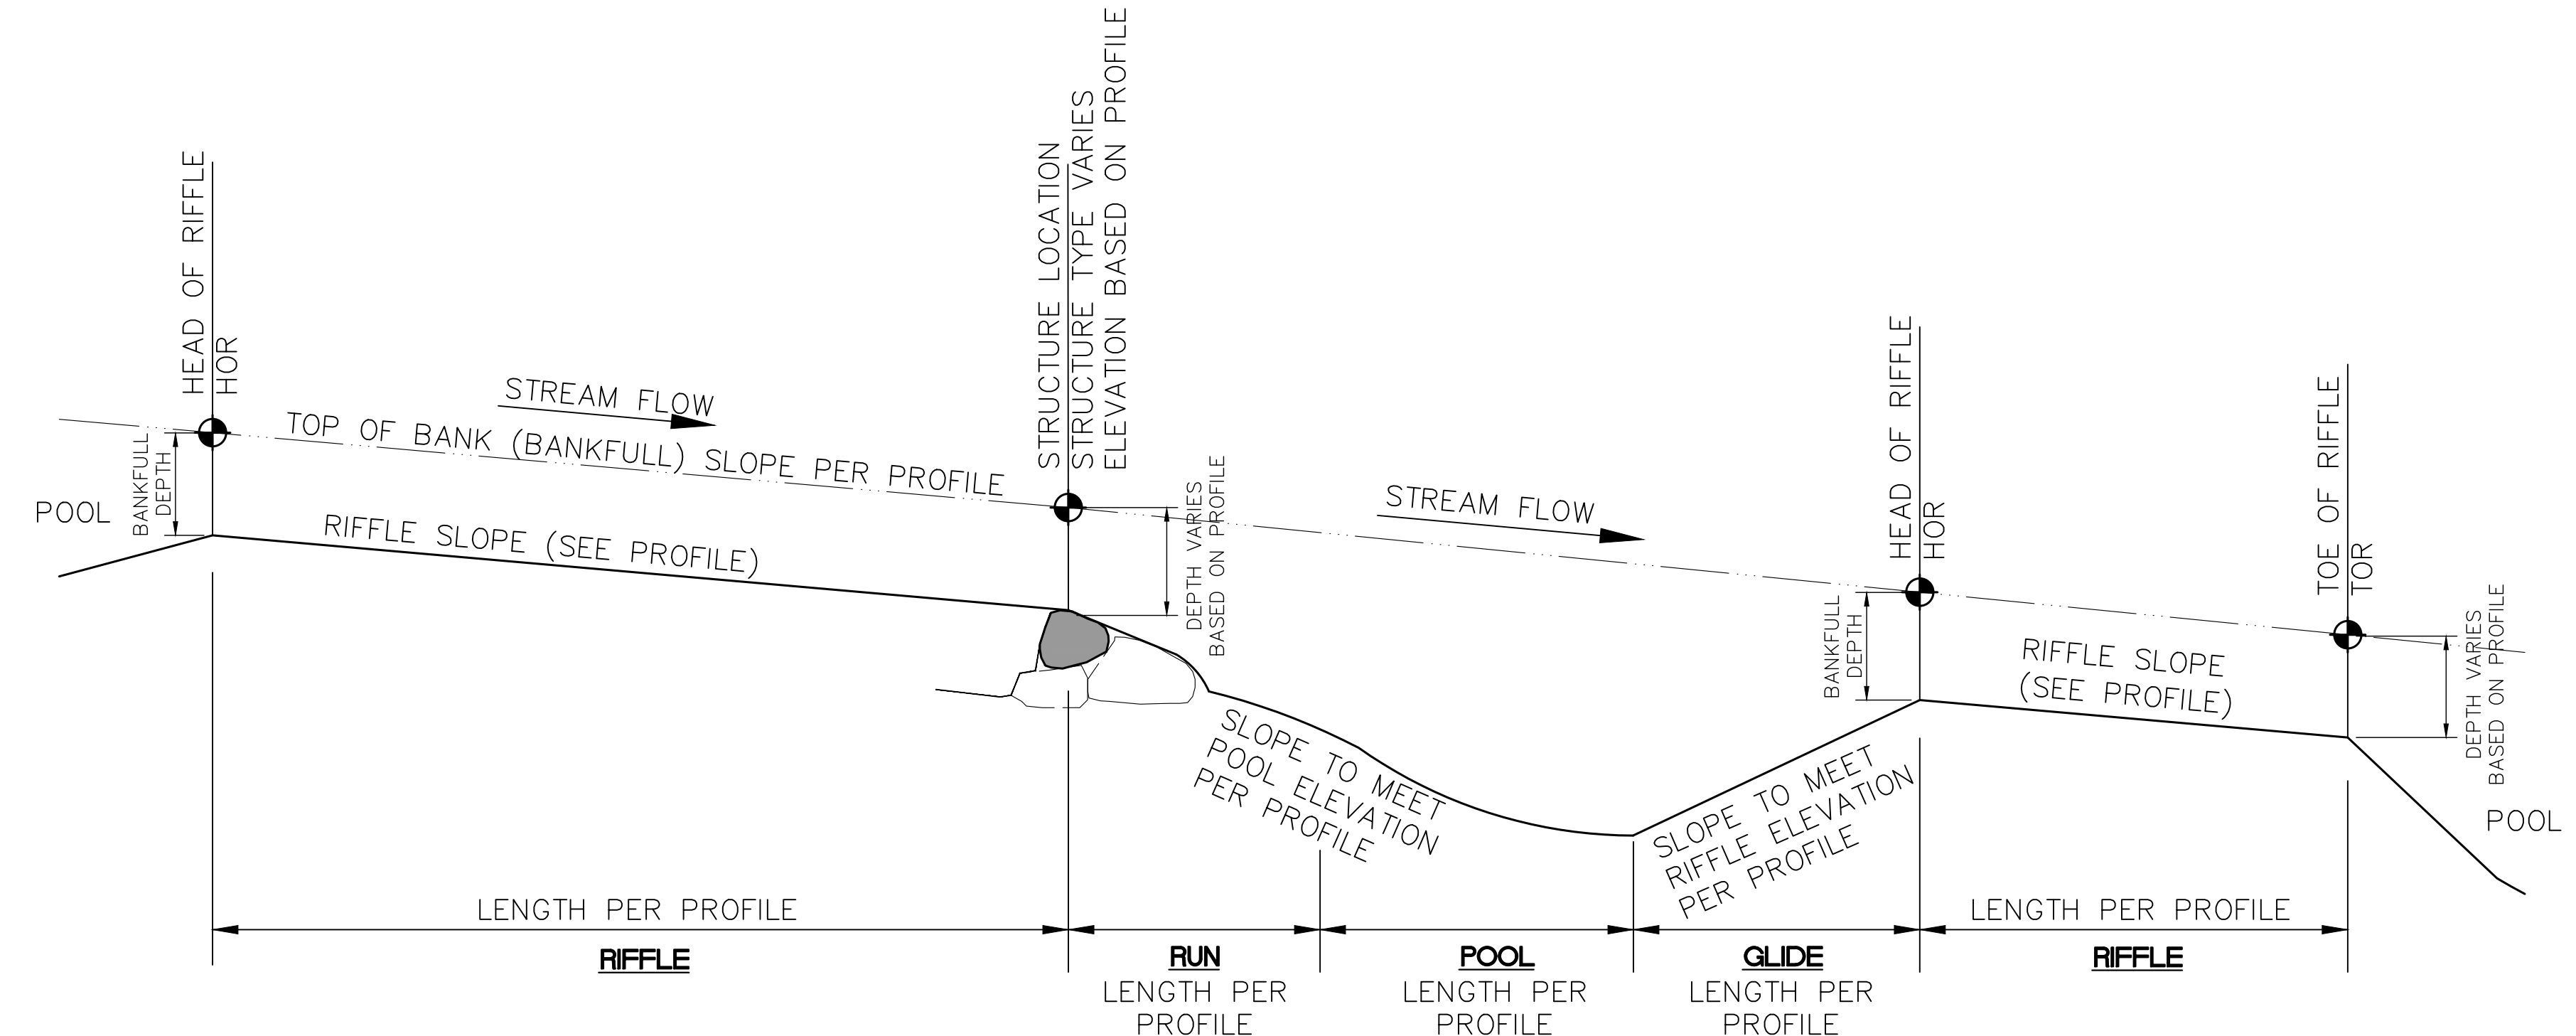 HEAD OF RIFFLE
HOR
STRUCTURE LOCATION
STRUCTURE TYPE VARIES
ELEVATION BASED ON PROFILE
STREAM FLOW
TOP OF BANK (BANKFULL) SLOPE PER PROFILE
BANKFULL
DEPTH
POOL
RIFFLE SLOPE (SEE PROFILE)
DEPTH VARIES
BASED ON PROFILE
STREAM FLOW
HEAD OF RIFFLE
HOR
TOE OF RIFFLE
TOR
BANKFULL
DEPTH
RIFFLE SLOPE
(SEE PROFILE)
DEPTH VARIES
BASED ON PROFILE
POOL
SLOPE TO MEET
POOL ELEVATION
PER PROFILE
SLOPE TO MEET
RIFFLE ELEVATION
PER PROFILE
LENGTH PER PROFILE
RIFFLE
RUN
LENGTH PER
PROFILE
POOL
LENGTH PER
PROFILE
GLIDE
LENGTH PER
PROFILE
LENGTH PER PROFILE
RIFFLE